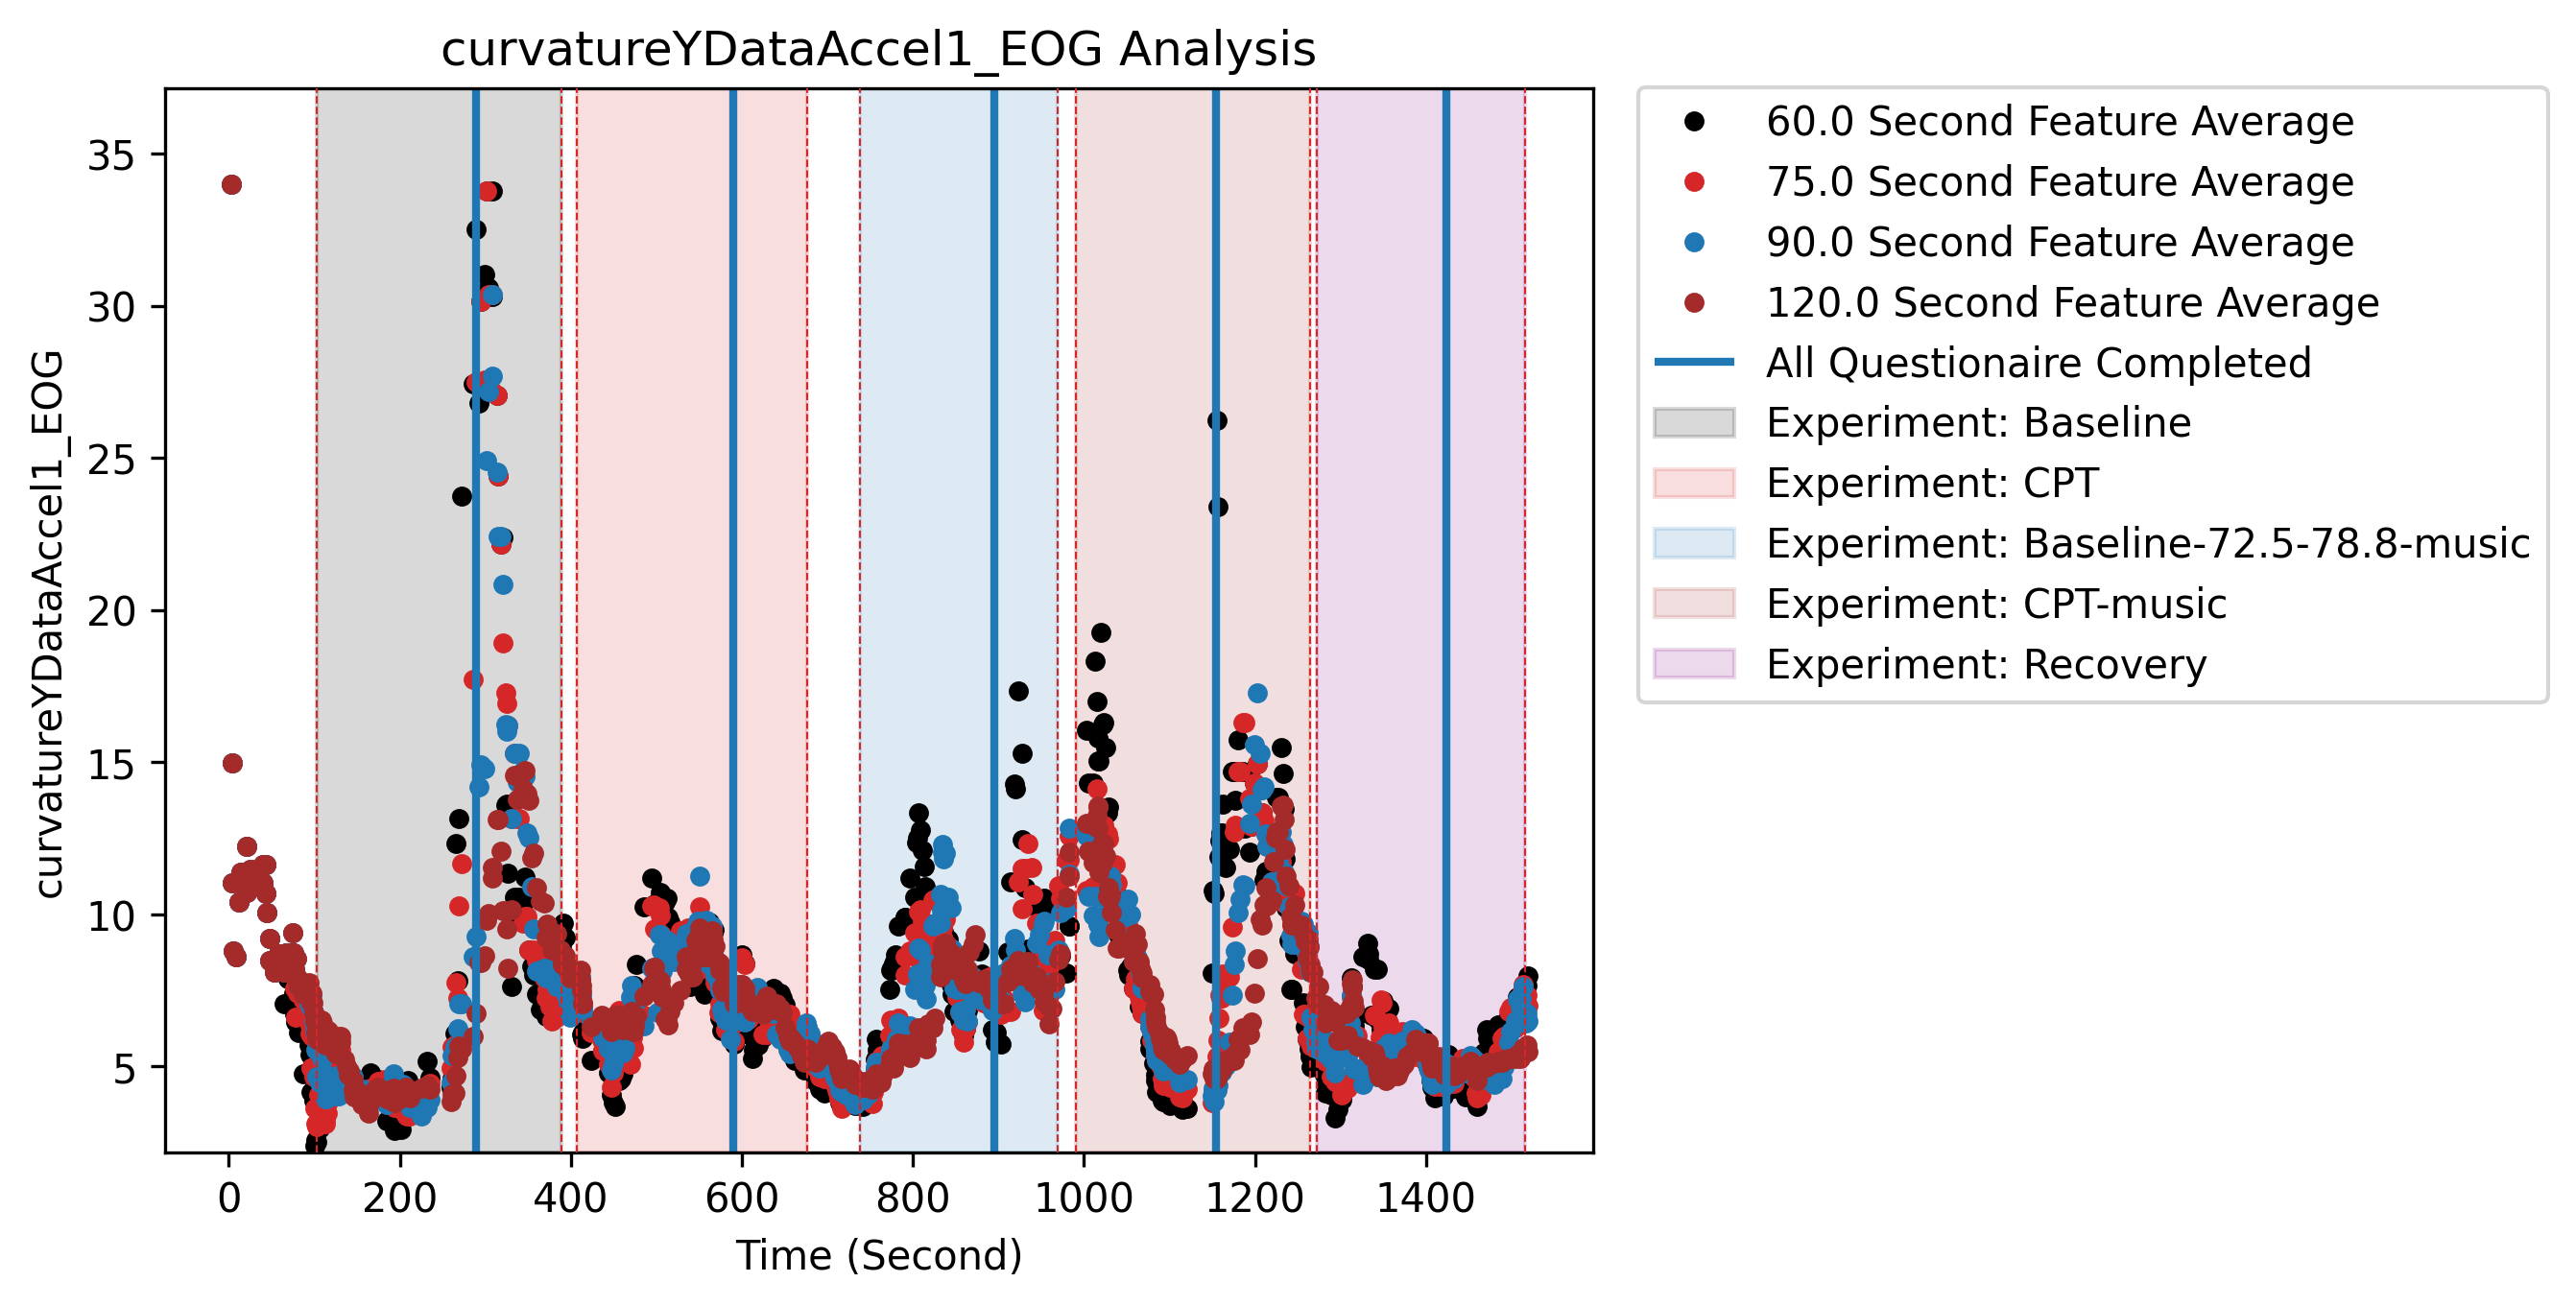 curvatureYDataAccel1_EOG Analysis
curvatureYDataAccel1_EOG
35
30
25
20
15
10
5
0 200 400 600 800 1000 1200 1400
Time (Second)
60.0 Second Feature Average
75.0 Second Feature Average
90.0 Second Feature Average
120.0 Second Feature Average
All Questionaire Completed
Experiment: Baseline
Experiment: CPT
Experiment: Baseline-72.5-78.8-music
Experiment: CPT-music
Experiment: Recovery